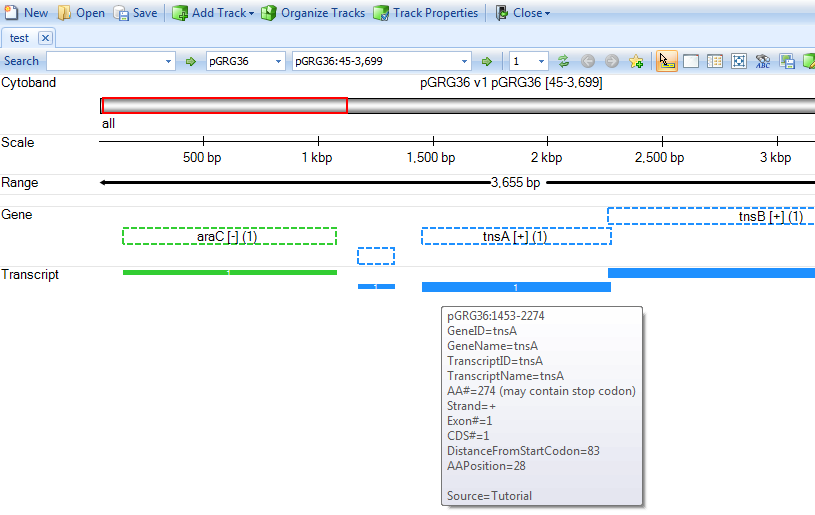 New Open Save Add Track Organize Tracks Track Properties Close
test
Search pGRG36 pGRG36:45-3,699 1 ABC
Cytoband pGRG36 v1 pGRG36 [45-3,699]
all
Scale
500 bp 1 kbp 1,500 bp 2 kbp 2,500 bp 3 kbp
Range 3,655 bp
Gene tnsB [+] (1)
araC [-] (1) tnsA [+] (1)
Transcript 1
1 1
pGRG36:1453-2274
GeneID=tnsA
GeneName=tnsA
TranscriptID=tnsA
TranscriptName=tnsA
AA#=274 (may contain stop codon)
Strand=+
Exon#=1
CDS#=1
DistanceFromStartCodon=83
AAPosition=28
Source=Tutorial